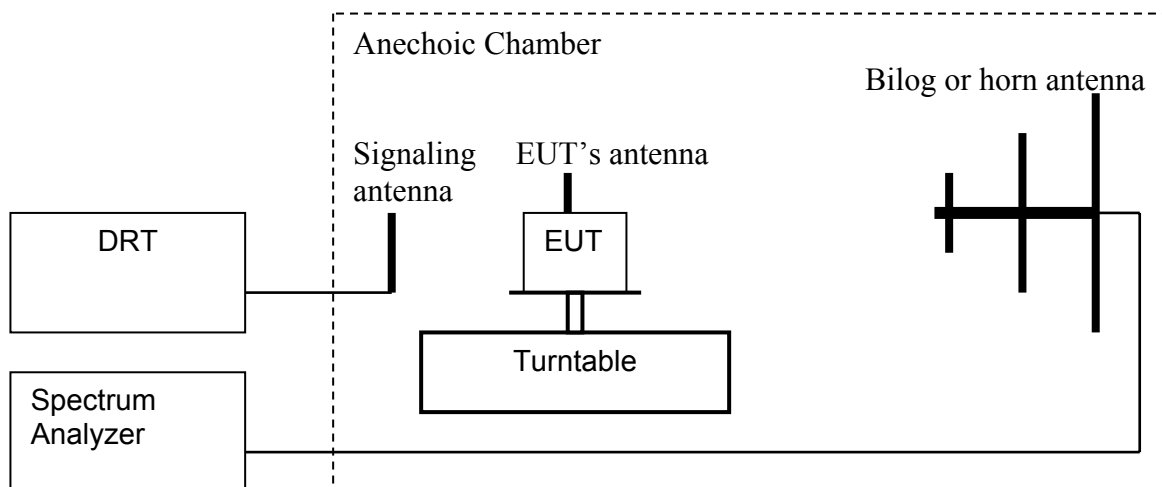 Anechoic Chamber
Bilog or horn antenna
Signaling
antenna
EUT’s antenna
DRT
EUT
Turntable
Spectrum
Analyzer